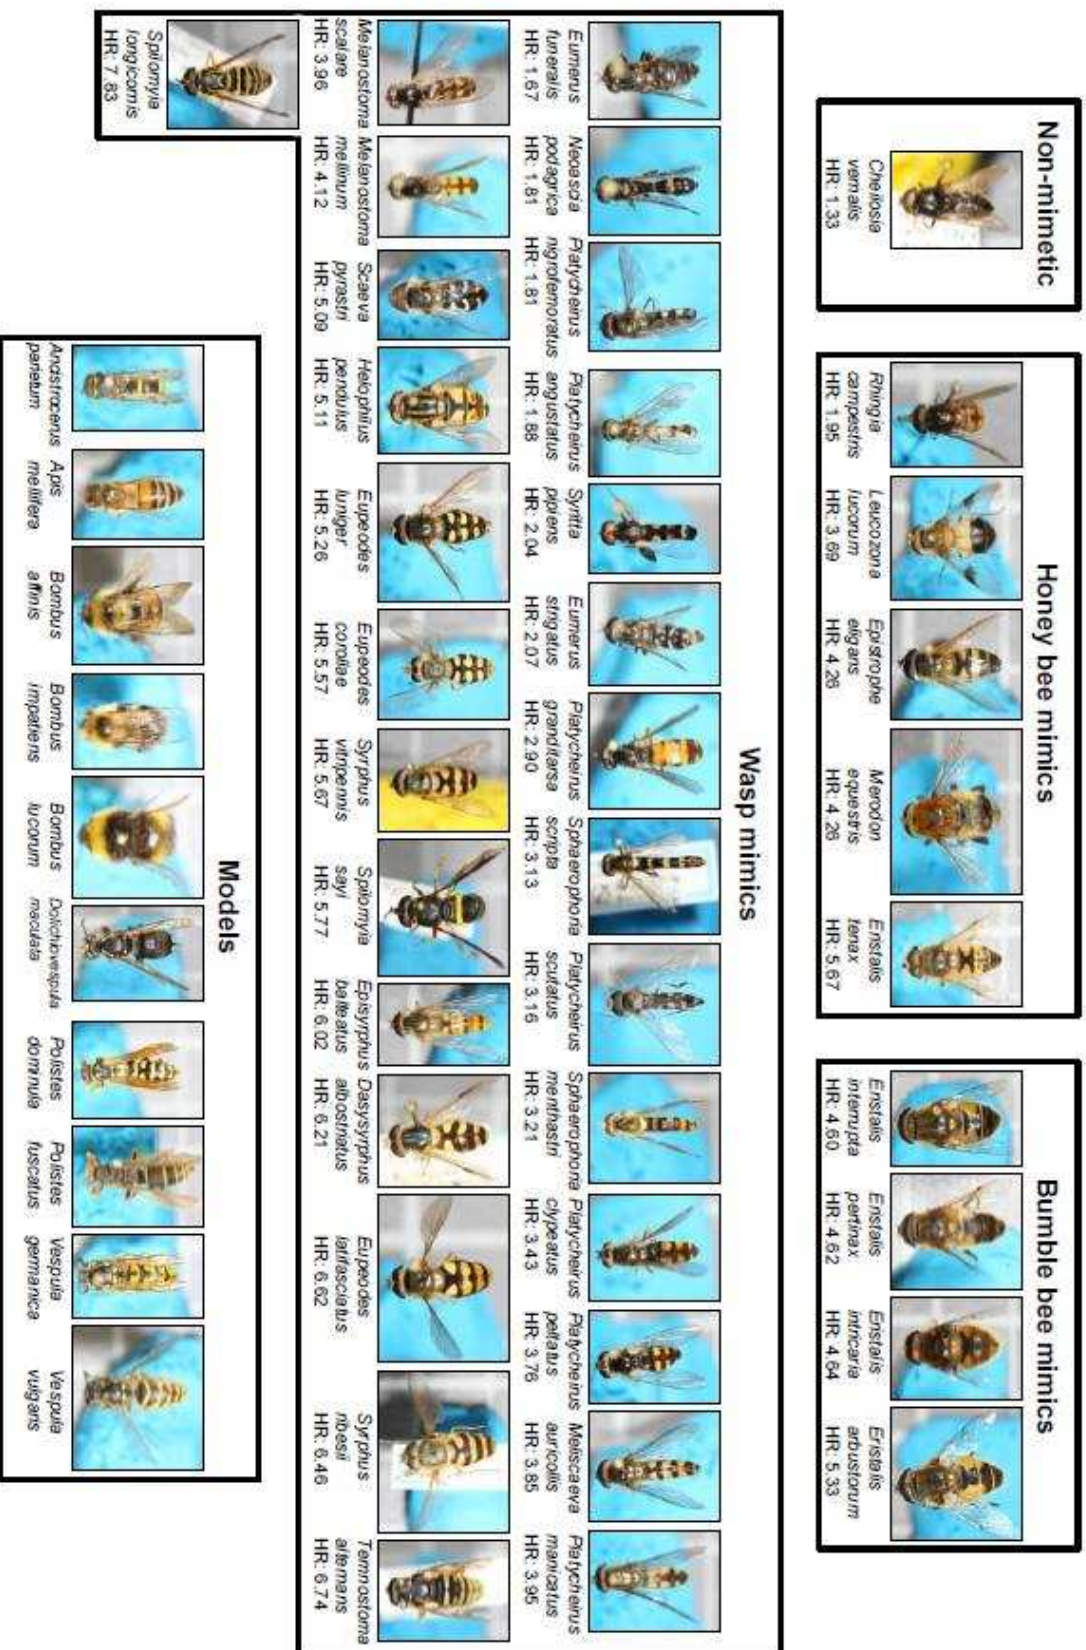 Non-mimetic
Cheilosia
vernalis
HR: 1.33
Honey bee mimics
Rhingia
campestris
HR: 1.95
Leucozona
lucorum
HR: 3.69
Epistrophe
eligans
HR: 4.26
Merodon
equestris
HR: 4.26
Eristalis
tenax
HR: 5.67
Bumble bee mimics
Eristalis
interrupta
HR: 4.60
Eristalis
pertinax
HR: 4.62
Eristalis
intricaria
HR: 4.64
Eristalis
arbustorum
HR: 5.33
Wasp mimics
Eumerus
funeralis
HR: 1.67
Neoascia
podagrica
HR: 1.81
Platycheirus
nigrofemoratus
HR: 1.81
Platycheirus
angustatus
HR: 1.88
Syritta
pipiens
HR: 2.04
Eumerus
strigatus
HR: 2.07
Platycheirus
granditarsa
HR: 2.90
Sphaerophoria
scripta
HR: 3.13
Platycheirus
scutatus
HR: 3.16
Sphaerophoria
menthastri
HR: 3.21
Platycheirus
clypeatus
HR: 3.43
Platycheirus
peltatus
HR: 3.76
Meliscaeva
auricollis
HR: 3.85
Platycheirus
manicatus
HR: 3.95
Melanostoma
scalare
HR: 3.96
Melanostoma
mellinum
HR: 4.12
Scaeva
pyrastri
HR: 5.09
Helophilus
pendulus
HR: 5.11
Eupeodes
luniger
HR: 5.26
Eupeodes
corollae
HR: 5.57
Syrphus
vitripennis
HR: 5.67
Spilomyia
sayi
HR: 5.77
Episyrphus
balteatus
HR: 6.02
Dasysyrphus
albostriatus
HR: 6.21
Eupeodes
latifasciatus
HR: 6.62
Syrphus
ribesii
HR: 6.46
Temnostoma
alternans
HR: 6.74
Spilomyia
longicornis
HR: 7.83
Models
Ancistrocerus
parietum
Apis
mellifera
Bombus
affinis
Bombus
impatiens
Bombus
lucorum
Dolichovespula
maculata
Polistes
dominula
Polistes
fuscatus
Vespula
germanica
Vespula
vulgaris